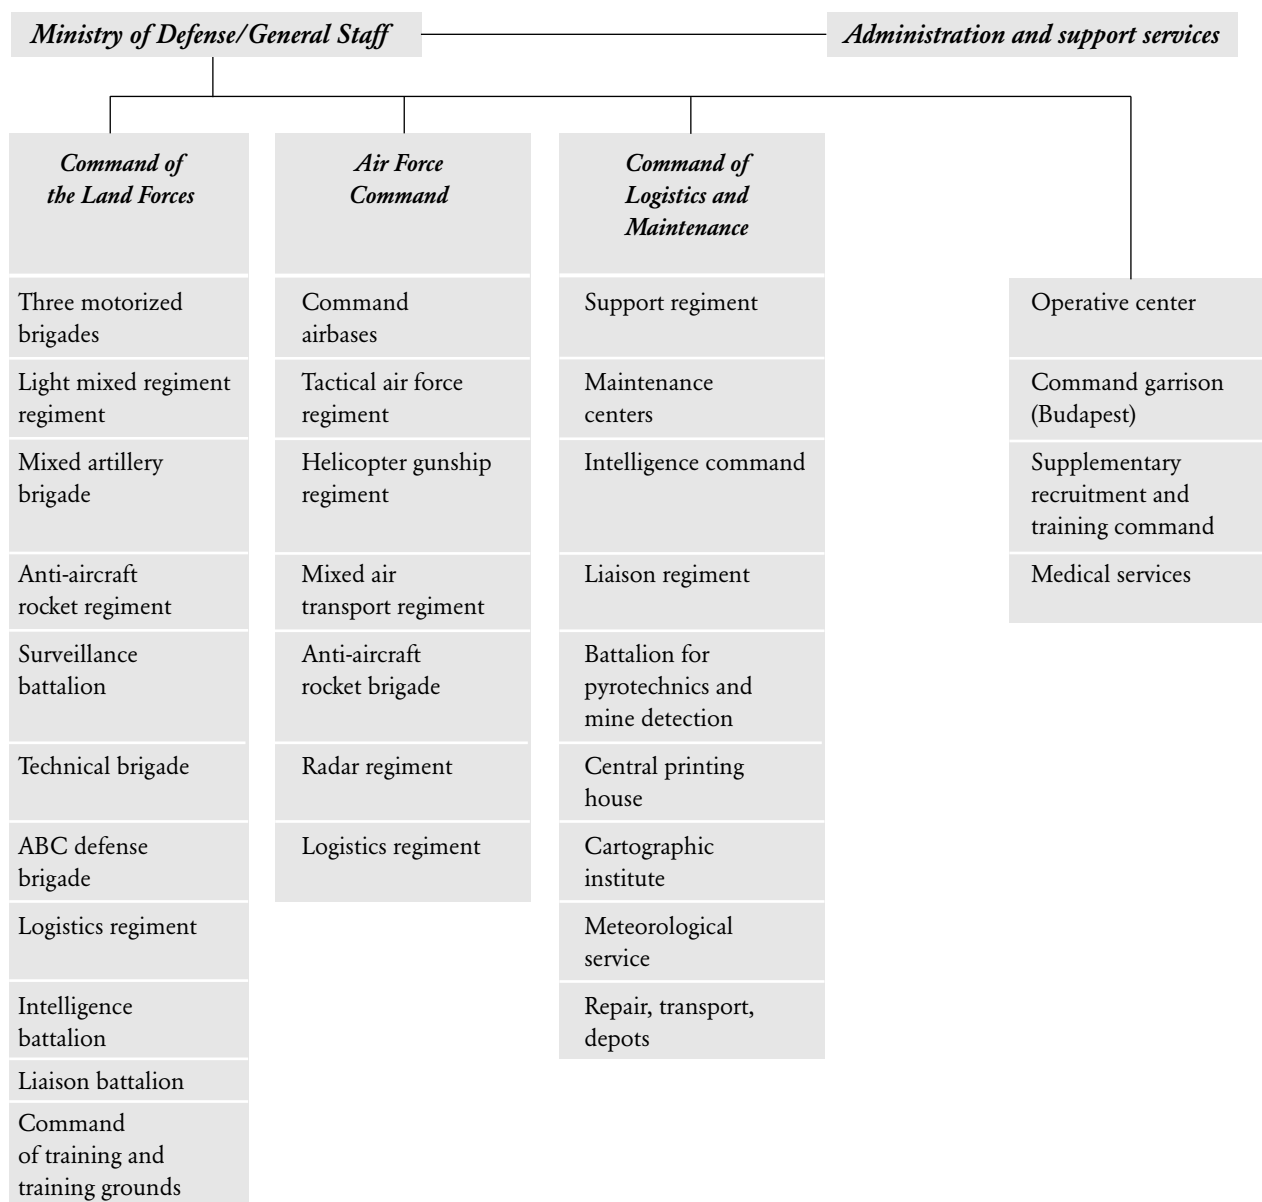 Ministry of Defense/General Staff
Administration and support services
Command of
the Land Forces
Three motorized
brigades
Light mixed regiment
regiment
Mixed artillery
brigade
Anti-aircraft
rocket regiment
Surveillance
battalion
Technical brigade
ABC defense
brigade
Logistics regiment
Intelligence
battalion
Liaison battalion
Command
of training and
training grounds
Air Force
Command
Command
airbases
Tactical air force
regiment
Helicopter gunship
regiment
Mixed air
transport regiment
Anti-aircraft
rocket brigade
Radar regiment
Logistics regiment
Command of
Logistics and
Maintenance
Support regiment
Maintenance
centers
Intelligence command
Liaison regiment
Battalion for
pyrotechnics and
mine detection
Central printing
house
Cartographic
institute
Meteorological
service
Repair, transport,
depots
Operative center
Command garrison
(Budapest)
Supplementary
recruitment and
training command
Medical services